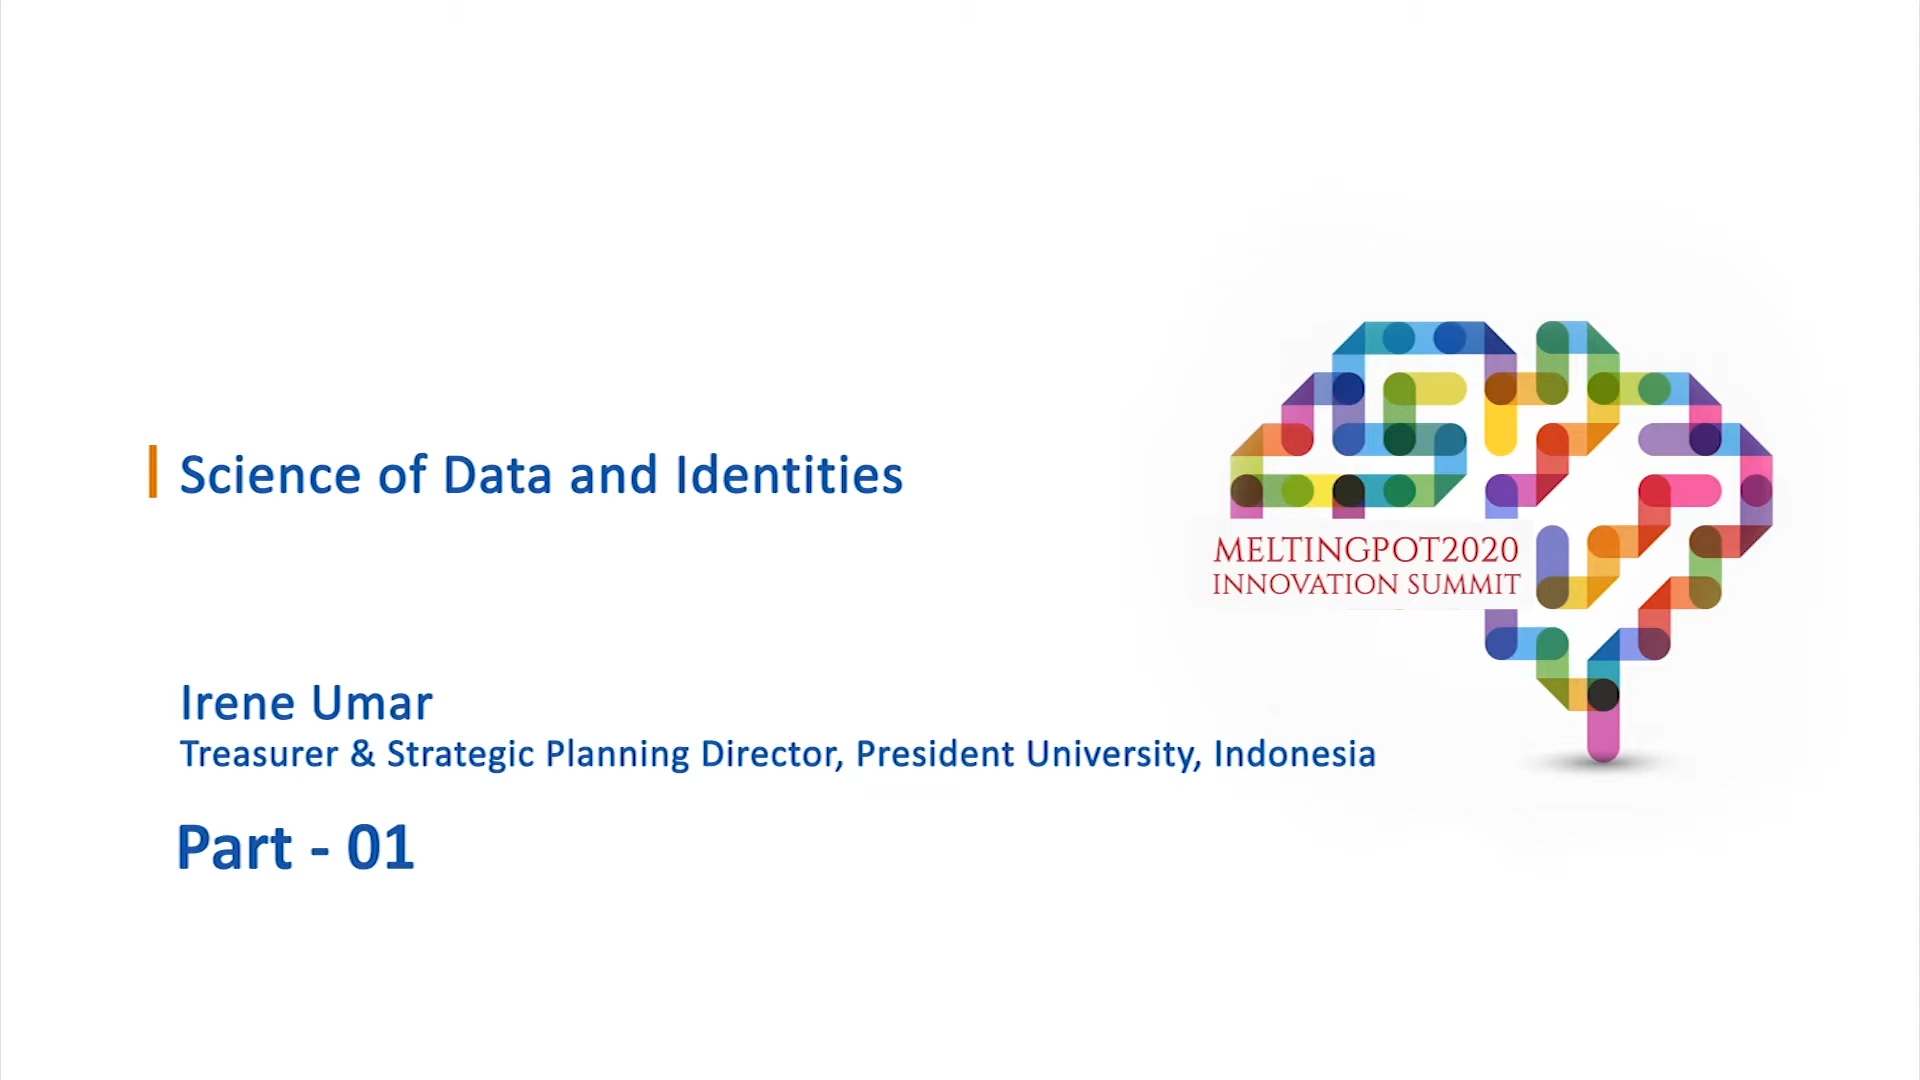 Science of Data and Identities
MELTINGPOT2020
INNOVATION SUMMIT
Irene Umar
Treasurer & Strategic Planning Director, President University, Indonesia
Part - 01